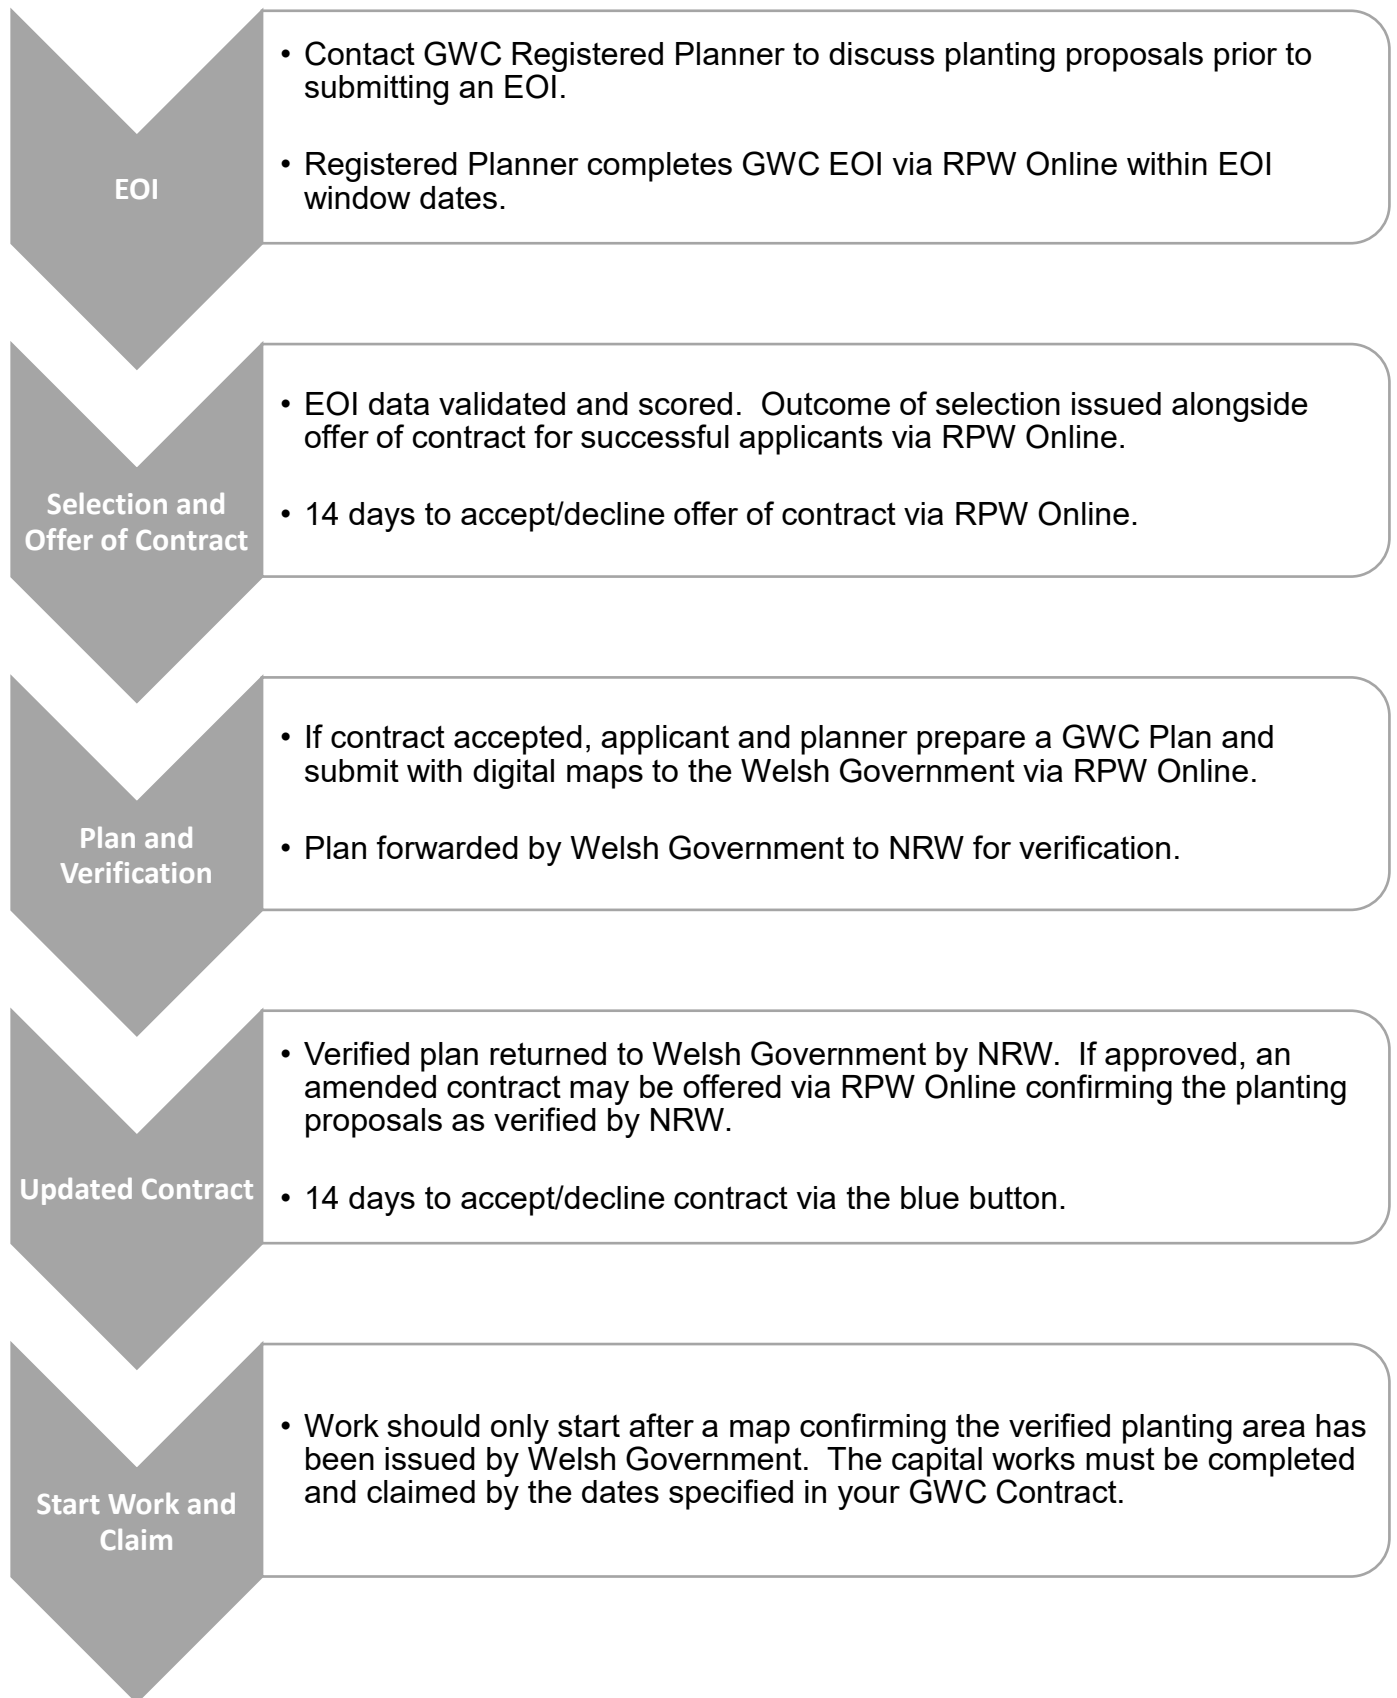 EOI
• Contact GWC Registered Planner to discuss planting proposals prior to
submitting an EOI.
• Registered Planner completes GWC EOI via RPW Online within EOI
window dates.
Selection and
Offer of Contract
• EOI data validated and scored.  Outcome of selection issued alongside
offer of contract for successful applicants via RPW Online.
• 14 days to accept/decline offer of contract via RPW Online.
Plan and
Verification
• If contract accepted, applicant and planner prepare a GWC Plan and
submit with digital maps to the Welsh Government via RPW Online.
• Plan forwarded by Welsh Government to NRW for verification.
Updated Contract
• Verified plan returned to Welsh Government by NRW.  If approved, an
amended contract may be offered via RPW Online confirming the planting
proposals as verified by NRW.
• 14 days to accept/decline contract via the blue button.
Start Work and
Claim
• Work should only start after a map confirming the verified planting area has
been issued by Welsh Government.  The capital works must be completed
and claimed by the dates specified in your GWC Contract.